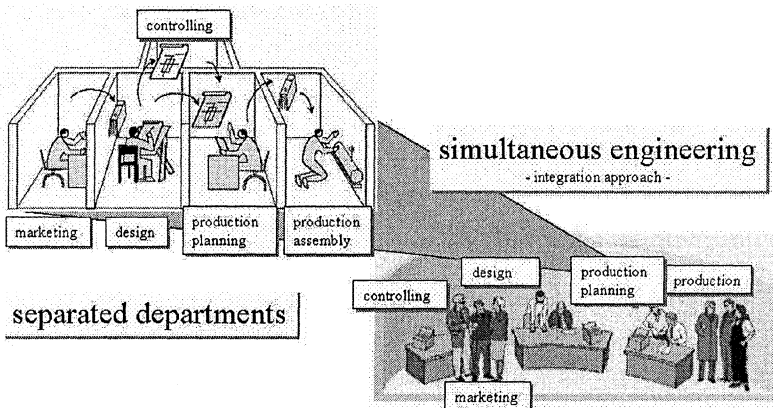 controlling
marketing
design
production
planning
production
assembly
simultaneous engineering
- integration approach -
separated departments
controlling
design
production
planning
production
marketing